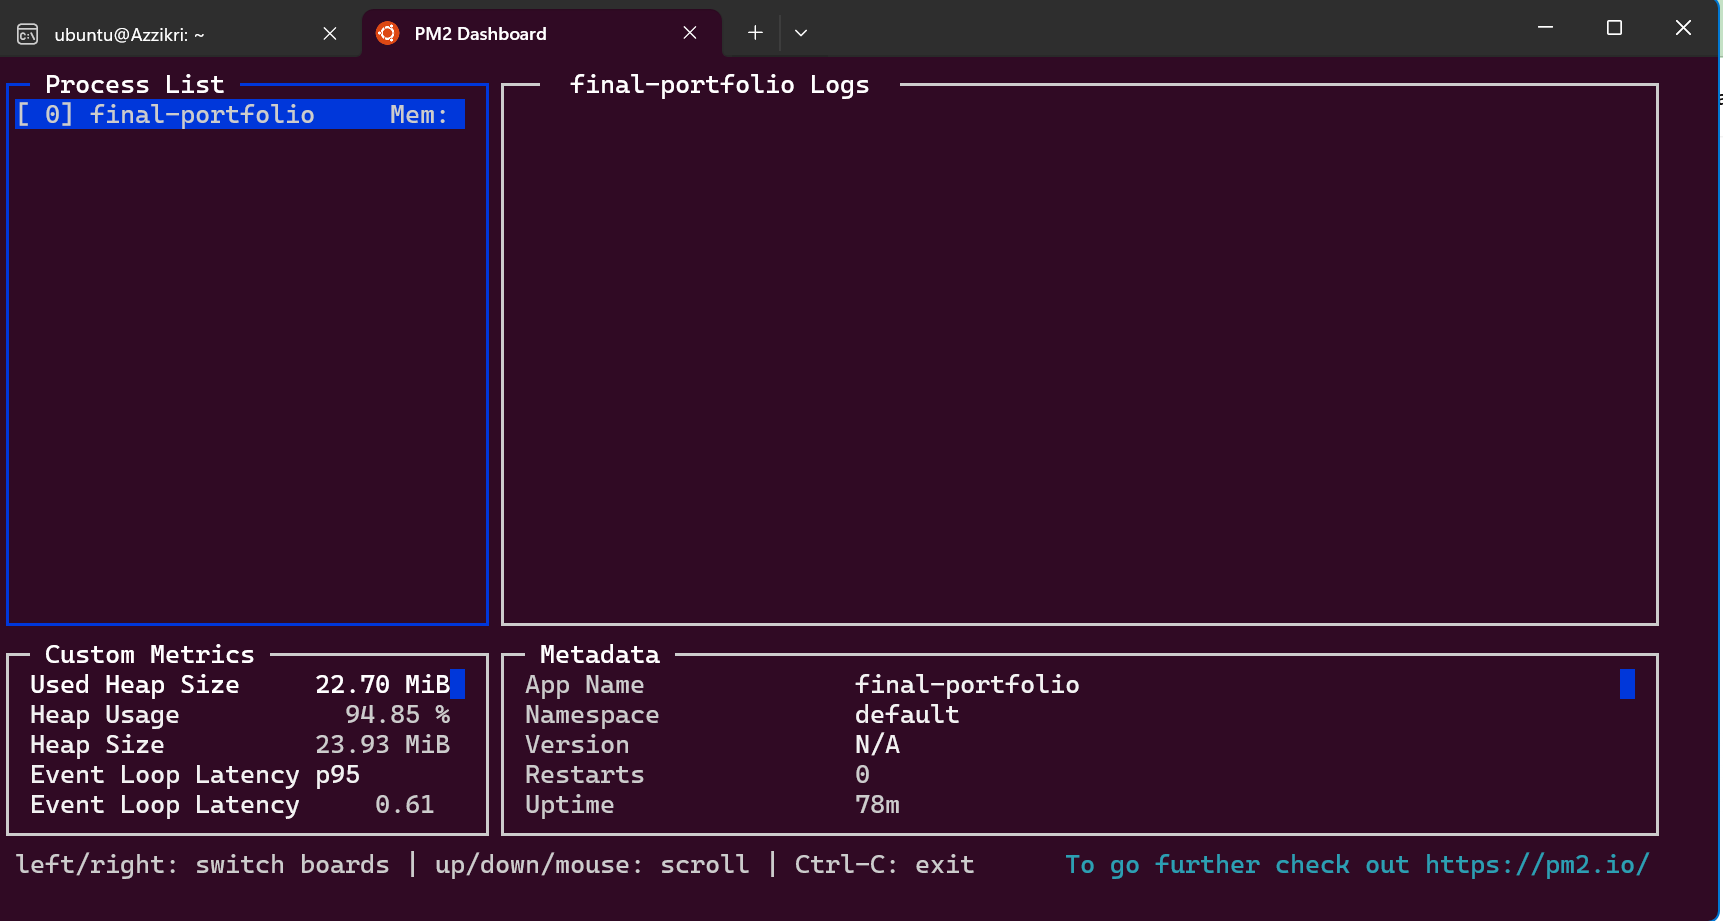 ubuntu@Azzikri: ~
PM2 Dashboard
Process List
[ 0] final-portfolio     Mem:
final-portfolio Logs
Custom Metrics
Used Heap Size     22.70 MiB
Heap Usage           94.85 %
Heap Size          23.93 MiB
Event Loop Latency p95
Event Loop Latency     0.61
Metadata
App Name              final-portfolio
Namespace             default
Version               N/A
Restarts              0
Uptime                78m
left/right: switch boards | up/down/mouse: scroll | Ctrl-C: exit      To go further check out https://pm2.io/